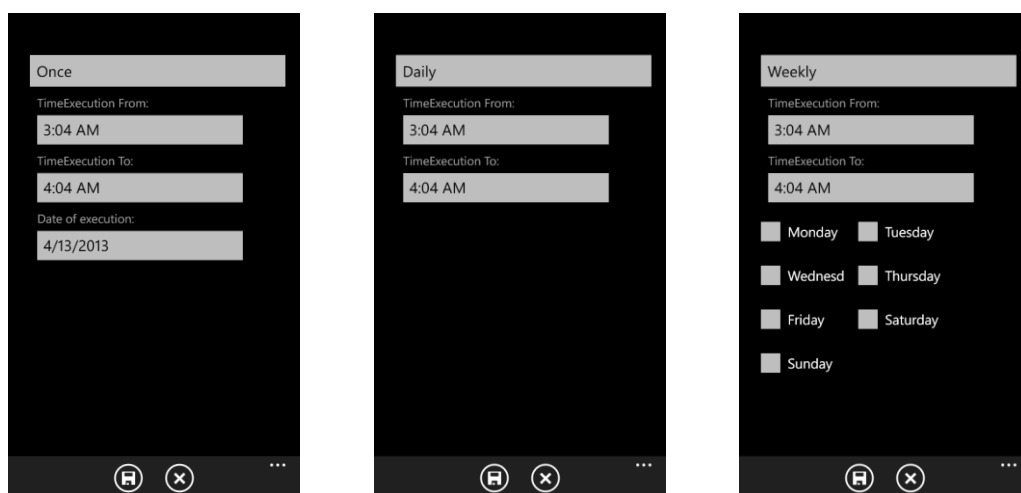 Once
TimeExecution From:
3:04 AM
TimeExecution To:
4:04 AM
Date of execution:
4/13/2013
Daily
TimeExecution From:
3:04 AM
TimeExecution To:
4:04 AM
Weekly
TimeExecution From:
3:04 AM
TimeExecution To:
4:04 AM
Monday Tuesday
Wednesd Thursday
Friday Saturday
Sunday